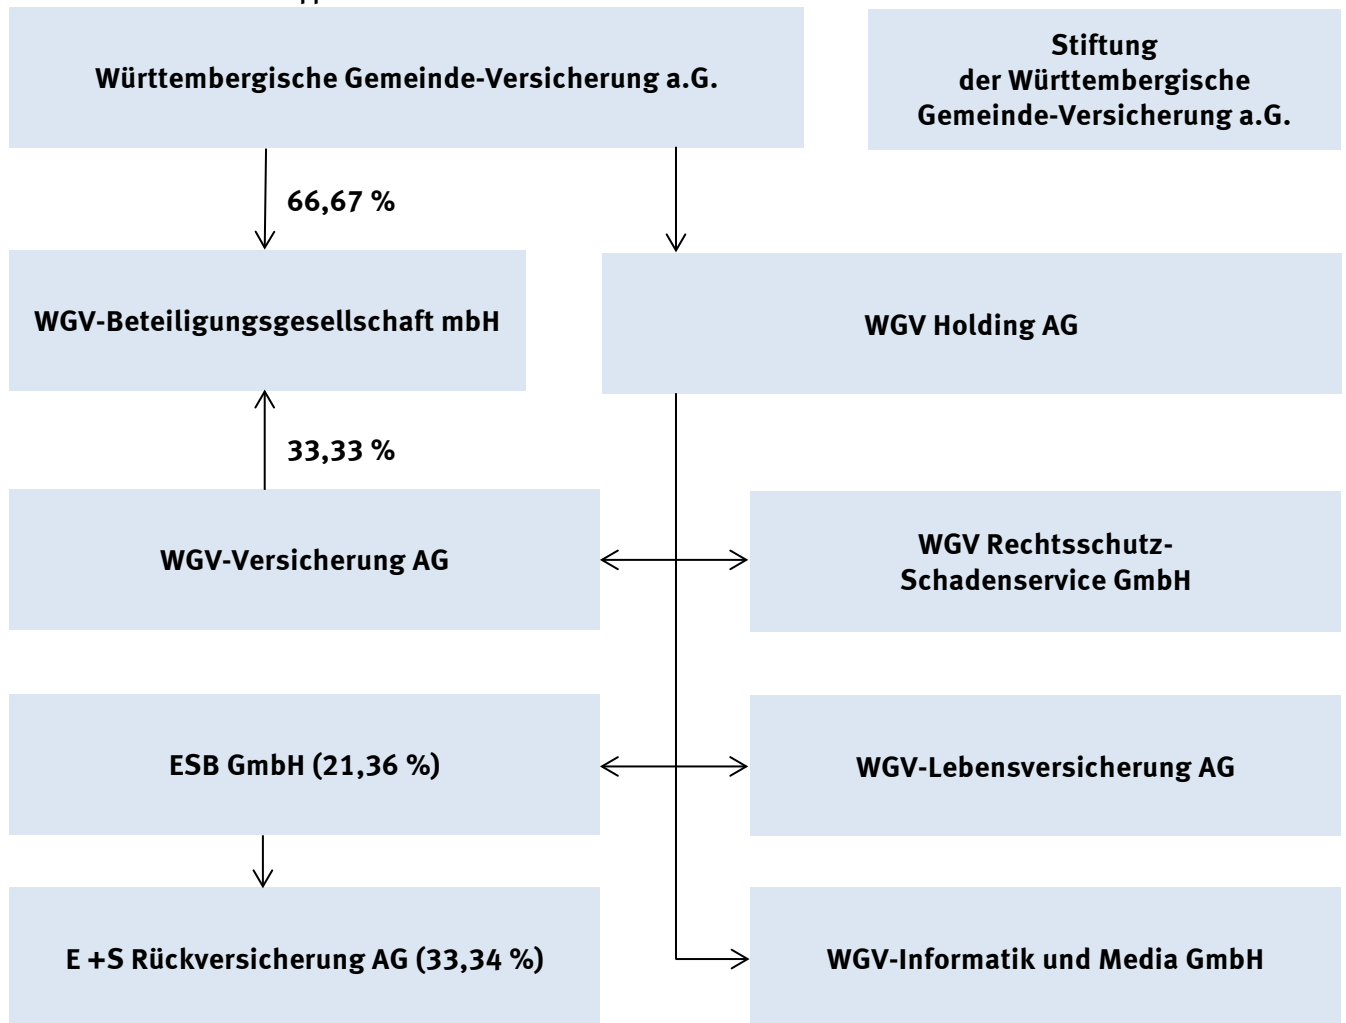 Württembergische Gemeinde-Versicherung a.G.
Stiftung
der Württembergische
Gemeinde-Versicherung a.G.
66,67 %
WGV-Beteiligungsgesellschaft mbH
WGV Holding AG
33,33 %
WGV-Versicherung AG
WGV Rechtsschutz-
Schadenservice GmbH
ESB GmbH (21,36 %)
WGV-Lebensversicherung AG
E +S Rückversicherung AG (33,34 %)
WGV-Informatik und Media GmbH